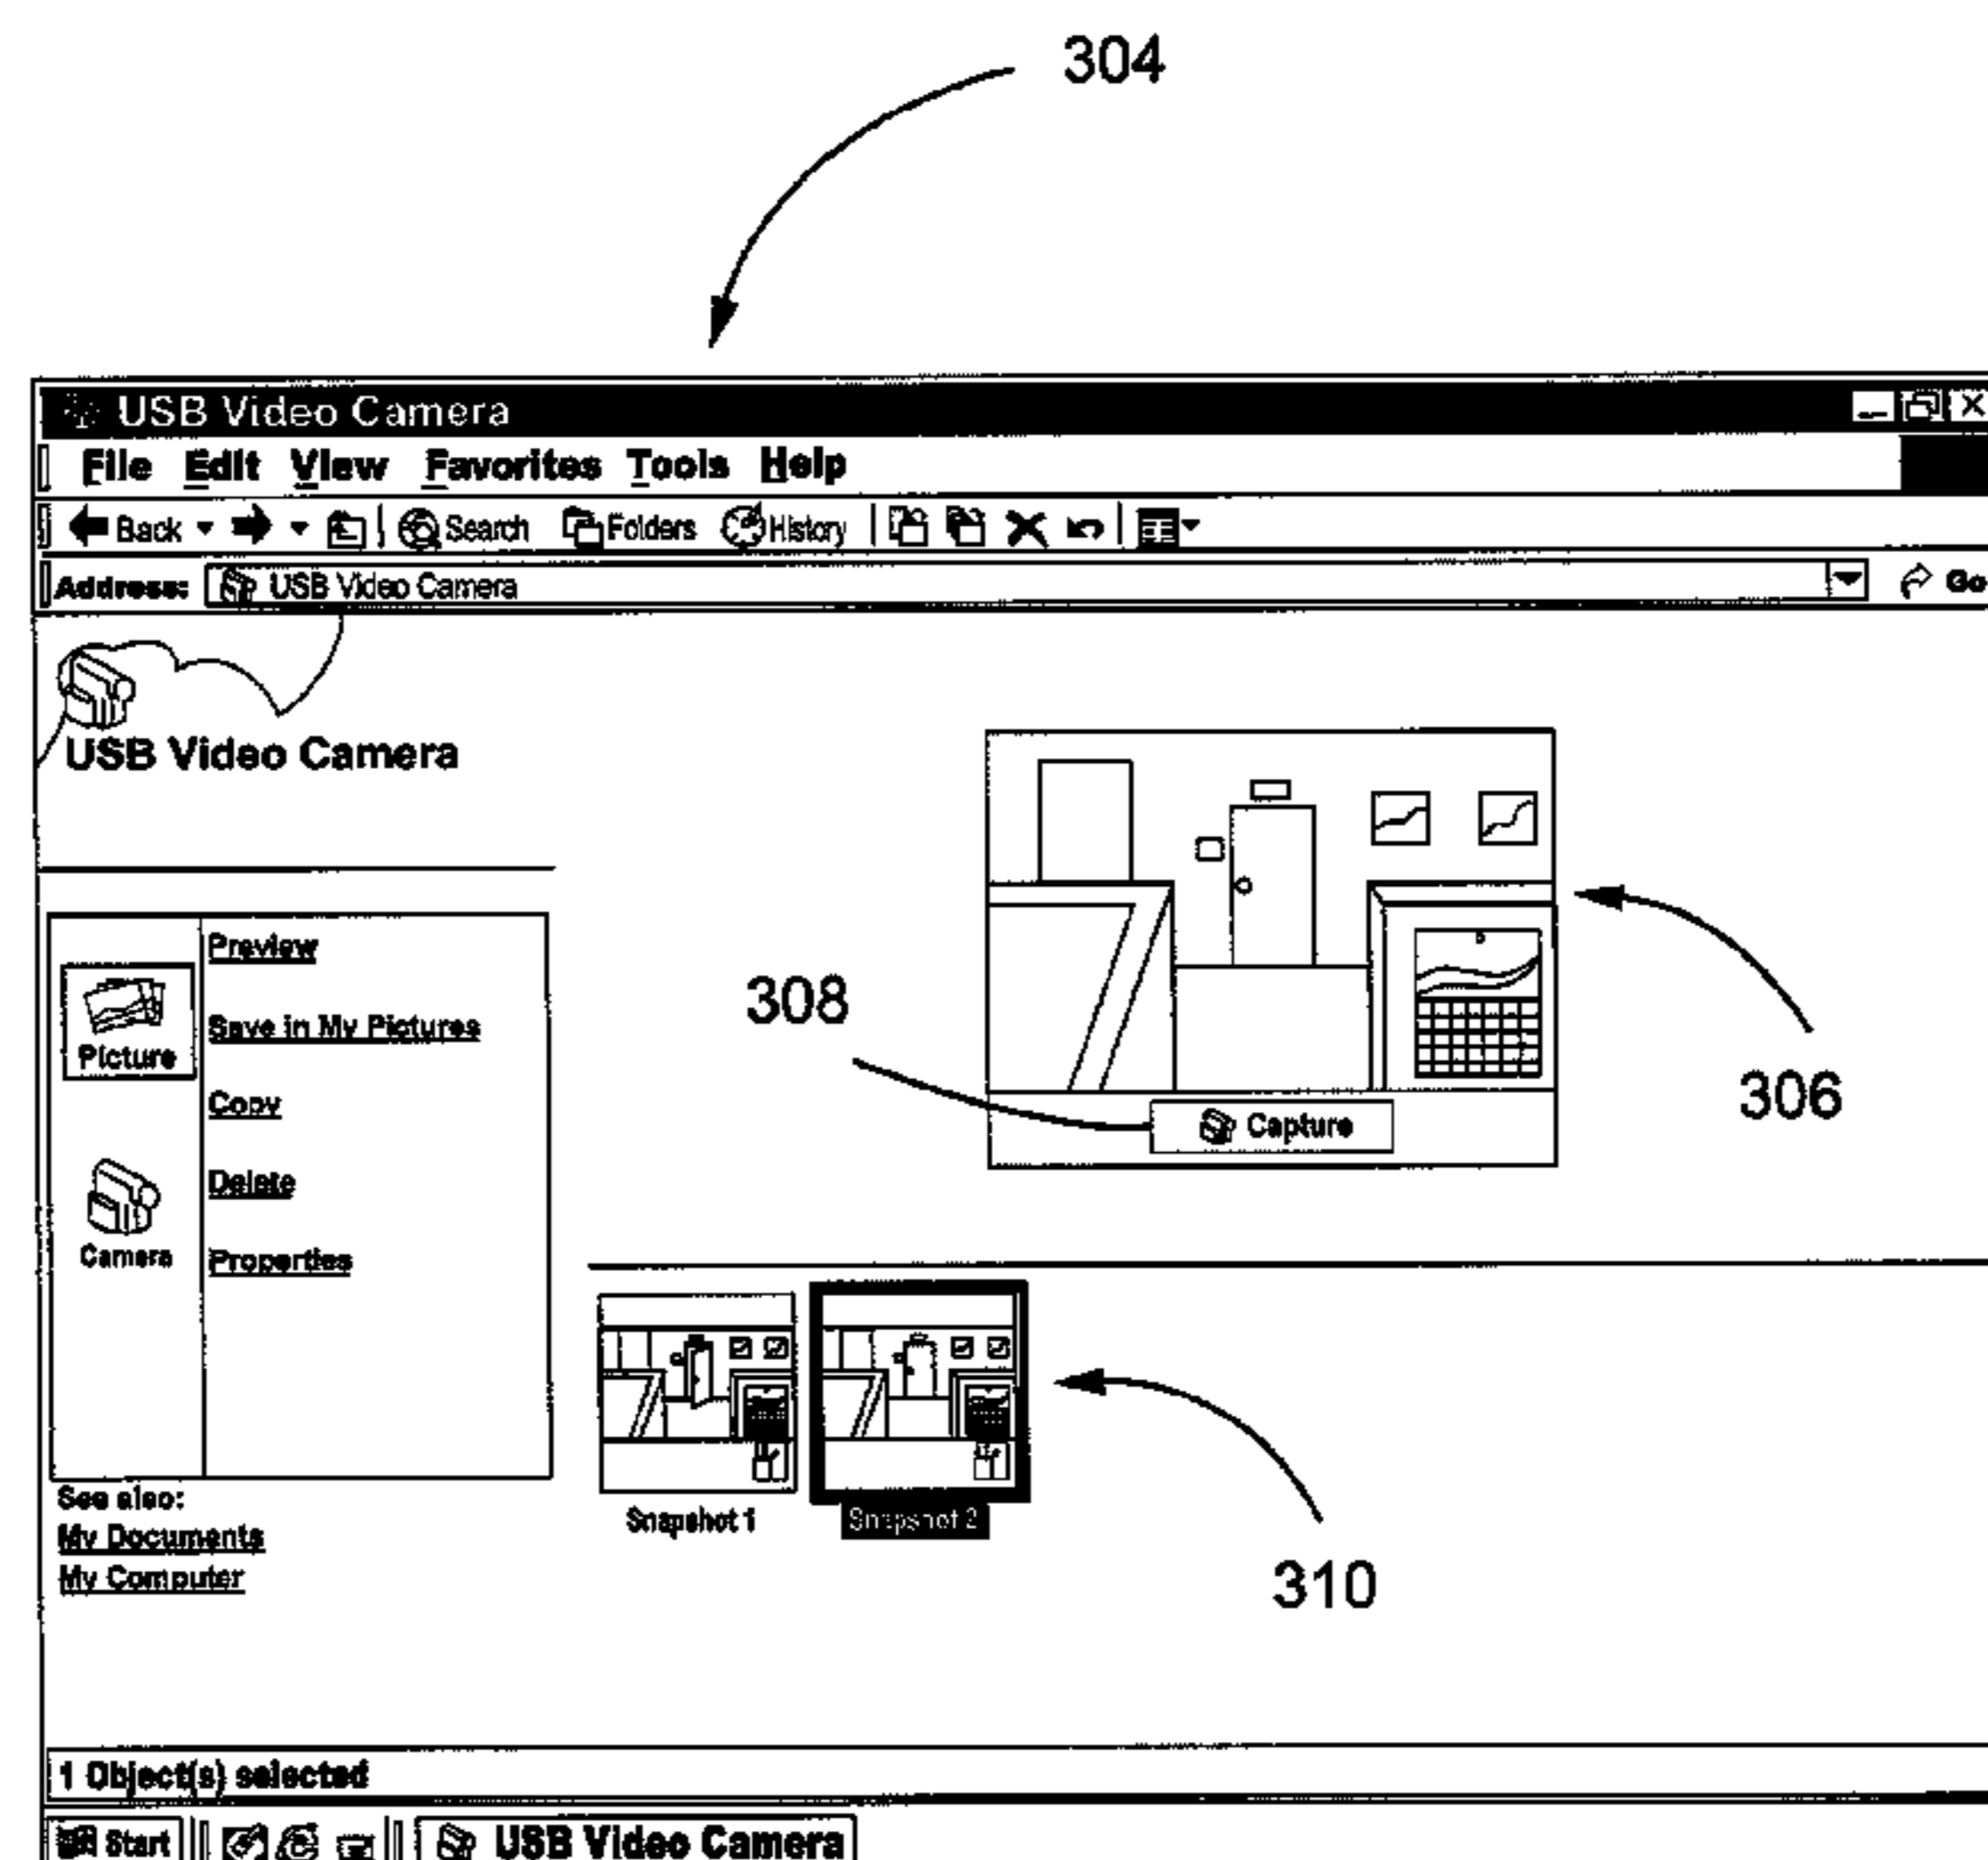 304
USB Video Camera
File Edit View Favorites Tools Help
Back Search Folders History
Address: USB Video Camera Go
USB Video Camera
Preview
308
Save in My Pictures
Picture
306
Copy
Capture
Delete
Camera
Properties
See also:
Snapshot 1 Snapshot 2
My Documents
My Computer
310
1 Object(s) selected
Start USB Video Camera